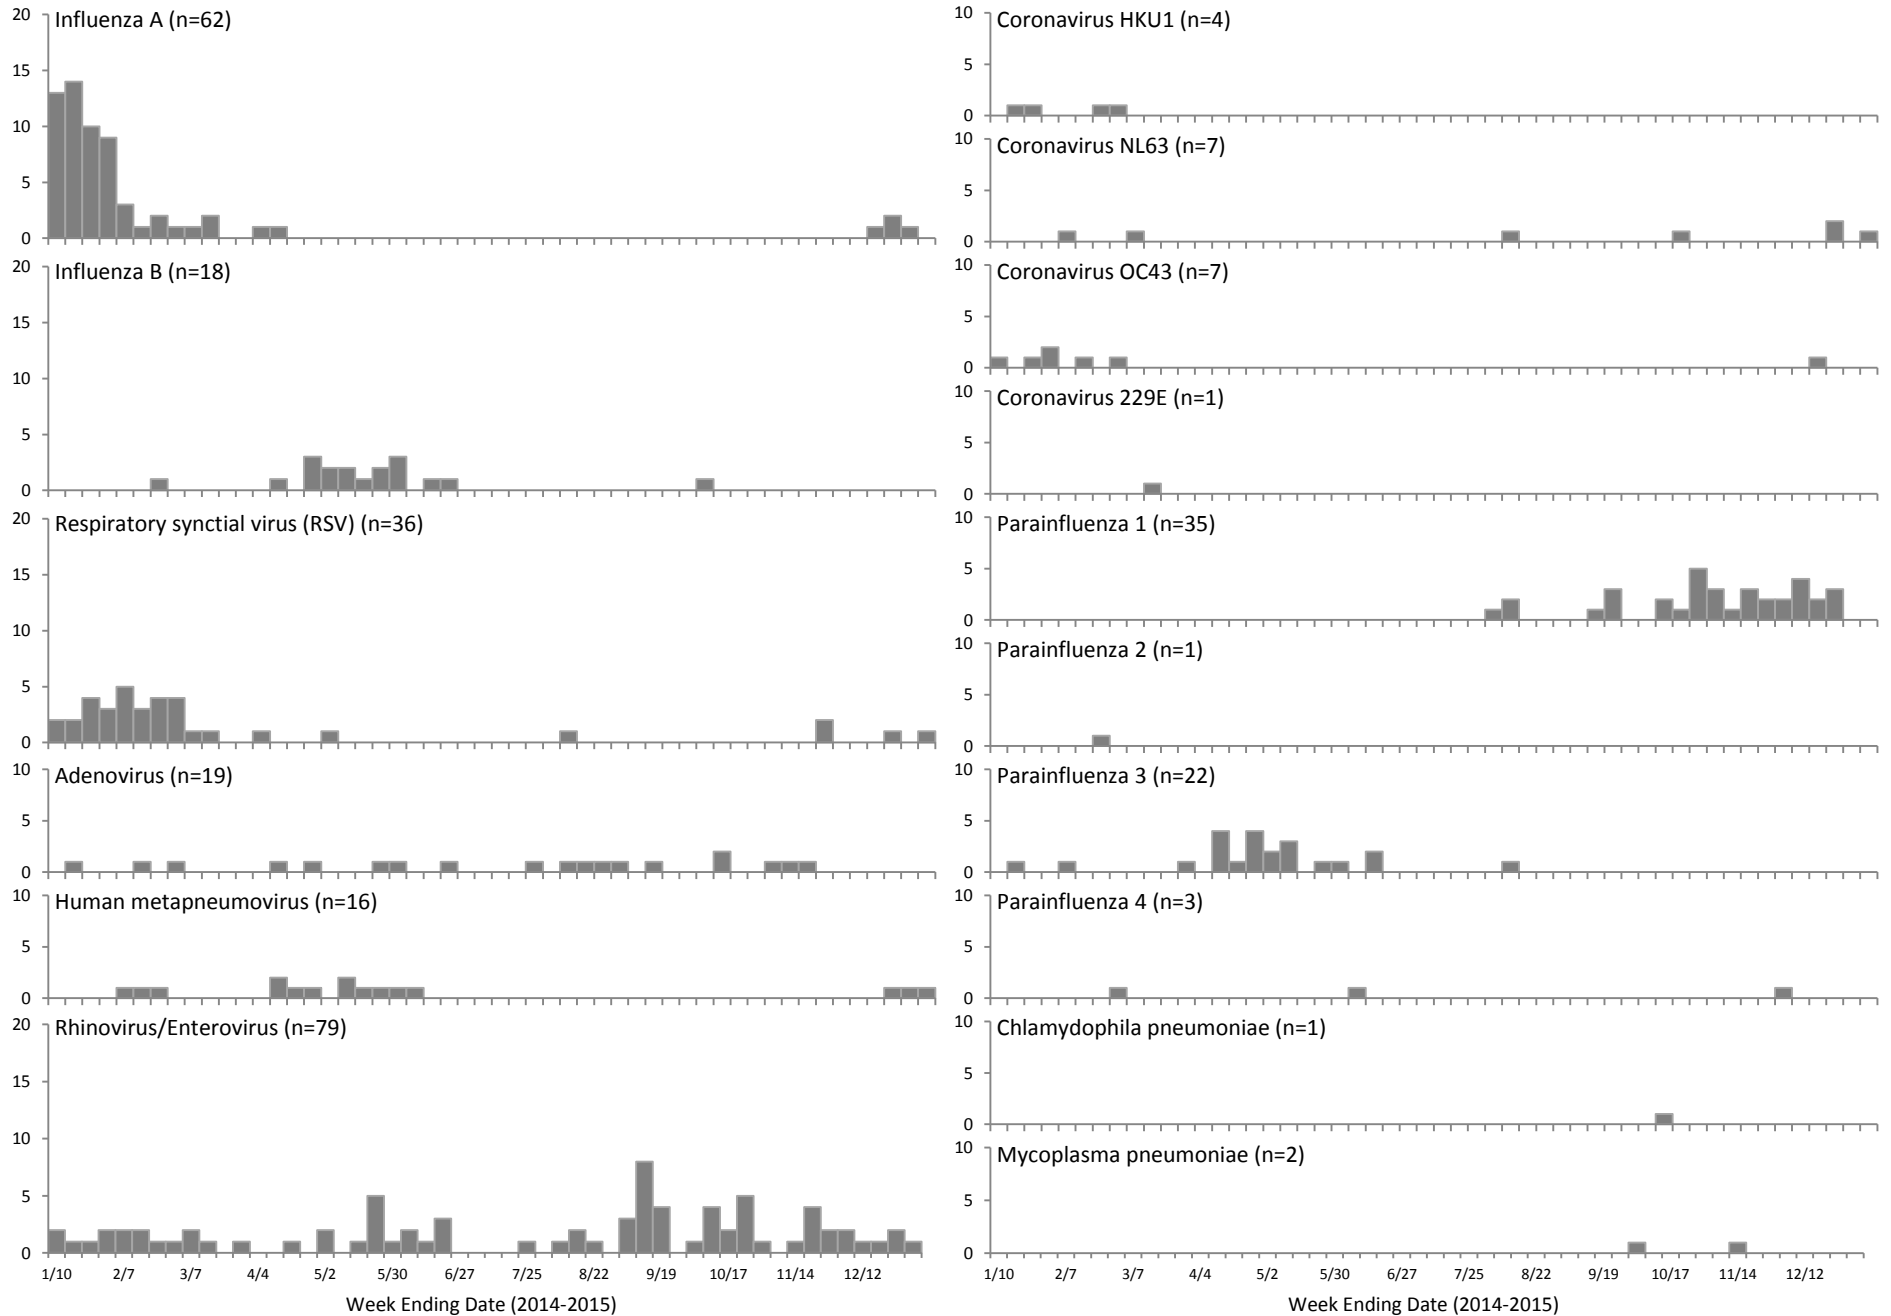 Influenza A (n=62)
20
15
10
5
0
Influenza B (n=18)
20
15
10
5
0
Respiratory synctial virus (RSV) (n=36)
20
15
10
5
0
Adenovirus (n=19)
10
5
0
Human metapneumovirus (n=16)
10
5
0
Rhinovirus/Enterovirus (n=79)
20
15
10
5
0
1/10 2/7 3/7 4/4 5/2 5/30 6/27 7/25 8/22 9/19 10/17 11/14 12/12
Week Ending Date (2014-2015)
Coronavirus HKU1 (n=4)
10
5
0
Coronavirus NL63 (n=7)
10
5
0
Coronavirus OC43 (n=7)
10
5
0
Coronavirus 229E (n=1)
10
5
0
Parainfluenza 1 (n=35)
10
5
0
Parainfluenza 2 (n=1)
10
5
0
Parainfluenza 3 (n=22)
10
5
0
Parainfluenza 4 (n=3)
10
5
0
Chlamydophila pneumoniae (n=1)
10
5
0
Mycoplasma pneumoniae (n=2)
10
5
0
1/10 2/7 3/7 4/4 5/2 5/30 6/27 7/25 8/22 9/19 10/17 11/14 12/12
Week Ending Date (2014-2015)